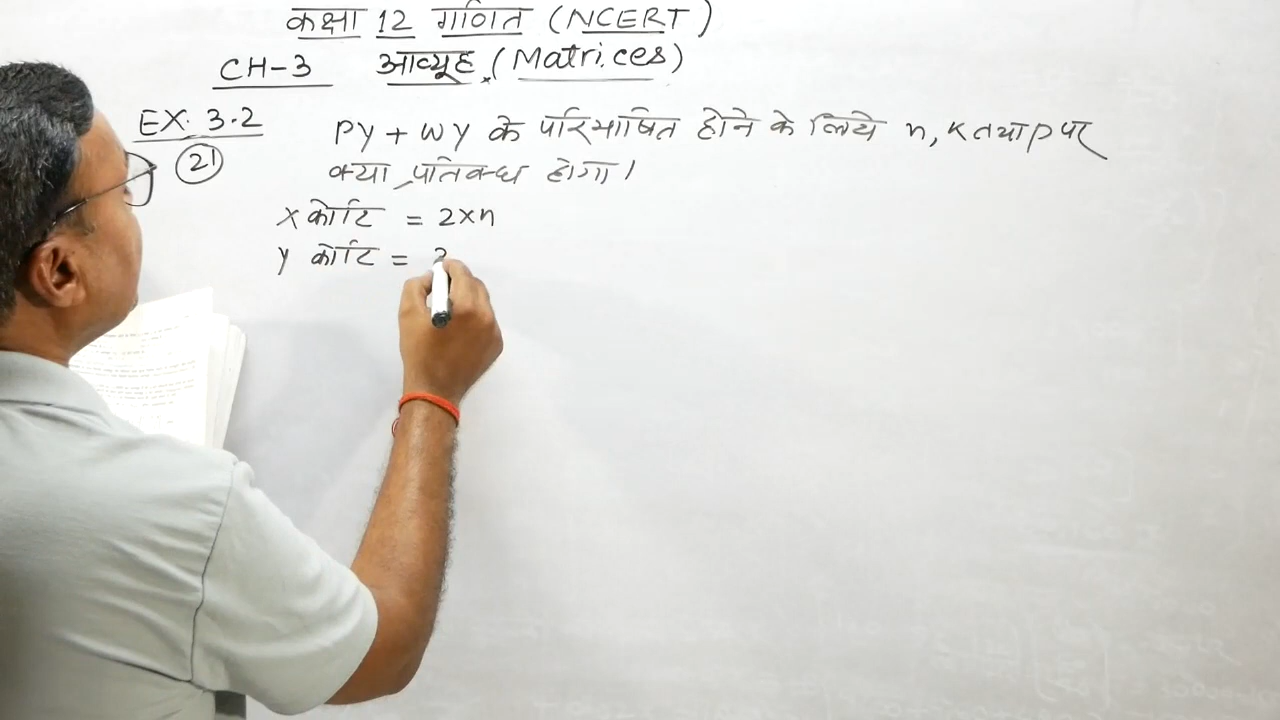 कक्षा 12 गणित (NCERT)
CH-3 आव्यूह (Matrices)
EX. 3.2
21 PY + WY के परिभाषित होने के लिये n, K तथा P पर
क्या प्रतिबन्ध होगा।
X कोटि = 2×n
Y कोटि = 3